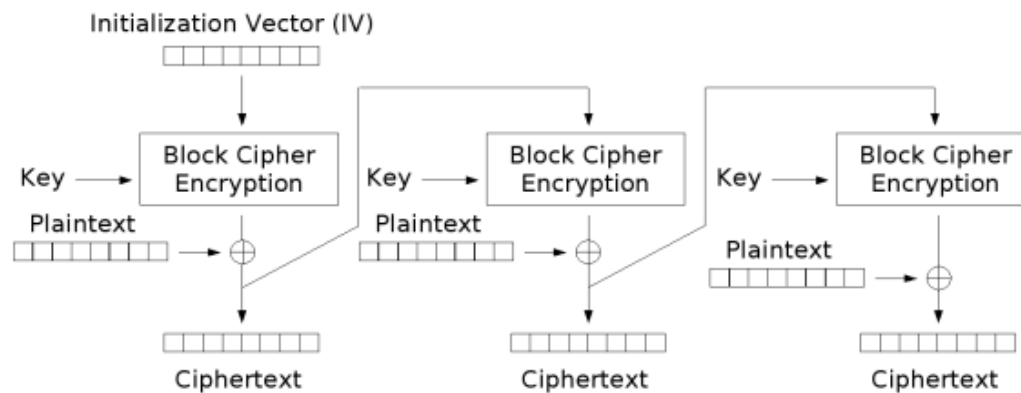 Initialization Vector (IV)
Key
Block Cipher
Encryption
Plaintext
Ciphertext
Key
Block Cipher
Encryption
Plaintext
Ciphertext
Key
Block Cipher
Encryption
Plaintext
Ciphertext